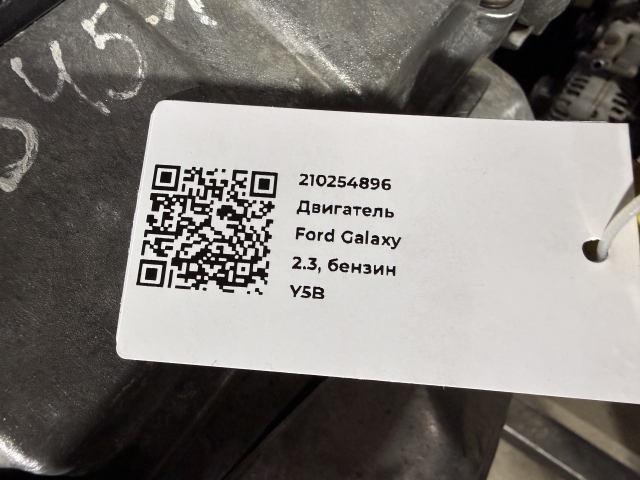 210254896
Двигатель
Ford Galaxy
2.3, бензин
Y5B